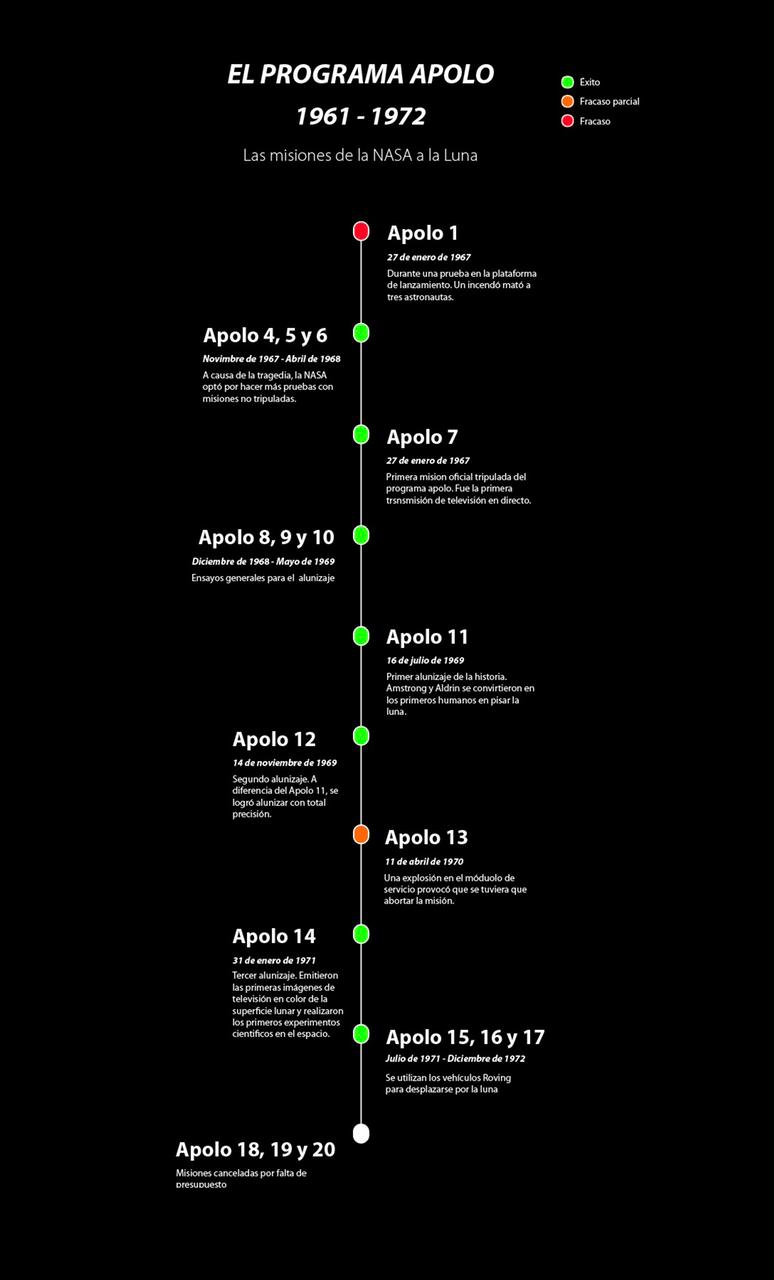 EL PROGRAMA APOLO
1961 - 1972
Las misiones de la NASA a la Luna
Éxito
Fracaso parcial
Fracaso
Apolo 1
27 de enero de 1967
Durante una prueba en la plataforma
de lanzamiento. Un incendó mató a
tres astronautas.
Apolo 4, 5 y 6
Novimbre de 1967 - Abril de 1968
A causa de la tragedia, la NASA
optó por hacer más pruebas con
misiones no tripuladas.
Apolo 7
27 de enero de 1967
Primera mision oficial tripulada del
programa apolo. Fue la primera
trsnsmisión de televisión en directo.
Apolo 8, 9 y 10
Diciembre de 1968 - Mayo de 1969
Ensayos generales para el alunizaje
Apolo 11
16 de julio de 1969
Primer alunizaje de la historia.
Amstrong y Aldrin se convirtieron en
los primeros humanos en pisar la
luna.
Apolo 12
14 de noviembre de 1969
Segundo alunizaje. A
diferencia del Apolo 11, se
logró alunizar con total
precisión.
Apolo 13
11 de abril de 1970
Una explosión en el móduolo de
servicio provocó que se tuviera que
abortar la misión.
Apolo 14
31 de enero de 1971
Tercer alunizaje. Emitieron
las primeras imágenes de
televisión en color de la
superficie lunar y realizaron
los primeros experimentos
cientificos en el espacio.
Apolo 15, 16 y 17
Julio de 1971 - Diciembre de 1972
Se utilizan los vehículos Roving
para desplazarse por la luna
Apolo 18, 19 y 20
Misiones canceladas por falta de
presupuesto